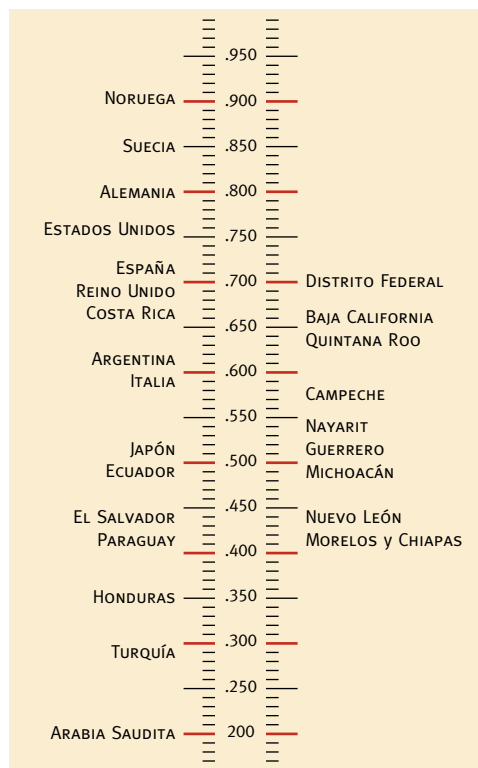 .950
NORUEGA .900
SUECIA .850
ALEMANIA .800
ESTADOS UNIDOS .750
ESPAÑA
REINO UNIDO .700 DISTRITO FEDERAL
COSTA RICA
.650 BAJA CALIFORNIA
QUINTANA ROO
ARGENTINA
ITALIA .600
CAMPECHE
.550 NAYARIT
JAPÓN GUERRERO
ECUADOR .500 MICHOACÁN
.450
EL SALVADOR NUEVO LEÓN
PARAGUAY MORELOS y CHIAPAS
.400
HONDURAS .350
.300
TURQUÍA
.250
ARABIA SAUDITA 200